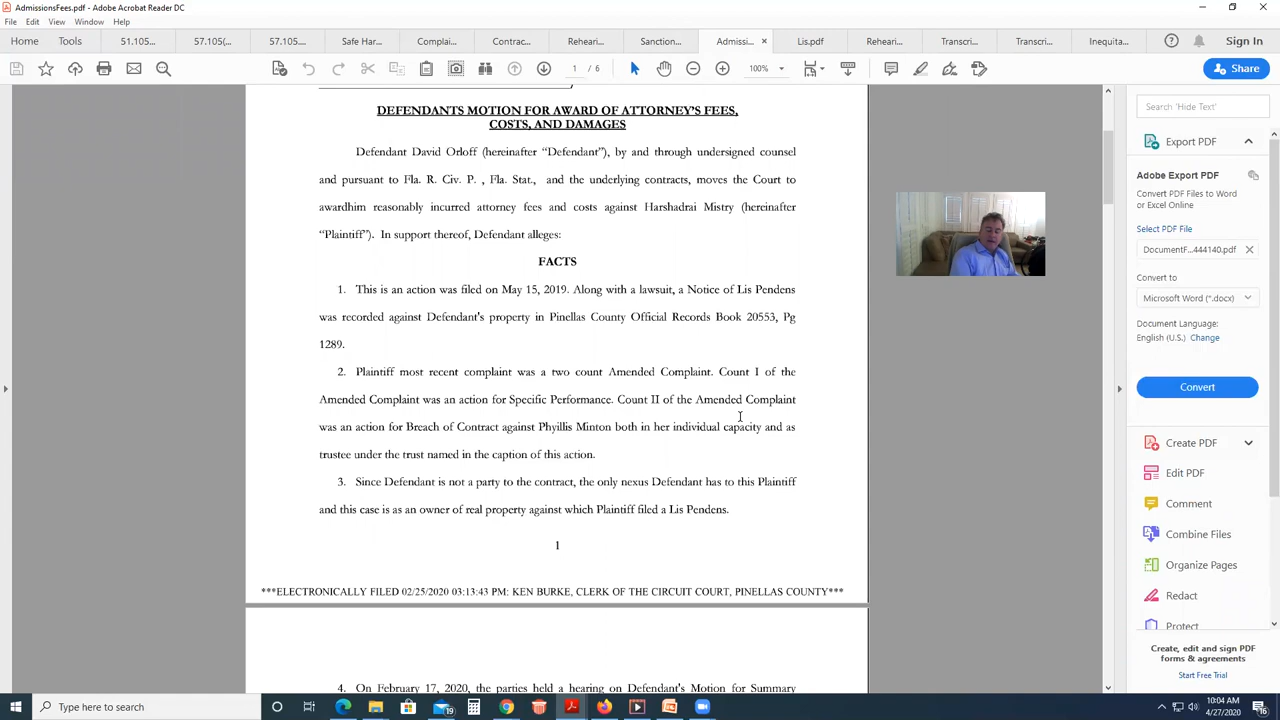 AdmissionsFees.pdf - Adobe Acrobat Reader DC
File Edit View Window Help
Home Tools 51.105... 57.105(... 57.105... Safe Har... Complai... Contrac... Reheari... Sanction... Admissi... × Lis.pdf Rehearl... Transcri... Transcri... Inequita... Sign In
1 / 6 100% Share
DEFENDANTS MOTION FOR AWARD OF ATTORNEY'S FEES,
COSTS, AND DAMAGES
Defendant David Orloff (hereinafter "Defendant"), by and through undersigned counsel
and pursuant to Fla. R. Civ. P. , Fla. Stat., and the underlying contracts, moves the Court to
awardhim reasonably incurred attorney fees and costs against Harshadrai Mistry (hereinafter
"Plaintiff"). In support thereof, Defendant alleges:
FACTS
1. This is an action was filed on May 15, 2019. Along with a lawsuit, a Notice of Lis Pendens
was recorded against Defendant's property in Pinellas County Official Records Book 20553, Pg
1289.
2. Plaintiff most recent complaint was a two count Amended Complaint. Count I of the
Amended Complaint was an action for Specific Performance. Count II of the Amended Complaint
was an action for Breach of Contract against Phyillis Minton both in her individual capacity and as
trustee under the trust named in the caption of this action.
3. Since Defendant is not a party to the contract, the only nexus Defendant has to this Plaintiff
and this case is as an owner of real property against which Plaintiff filed a Lis Pendens.
1
***ELECTRONICALLY FILED 02/25/2020 03:13:43 PM: KEN BURKE, CLERK OF THE CIRCUIT COURT, PINELLAS COUNTY***
4. On February 17, 2020, the parties held a hearing on Defendant's Motion for Summary
Search: 'Hide Text'
Export PDF
Adobe Export PDF
Convert PDF Files to Word
or Excel Online
Select PDF File
DocumentF...444140.pdf
Convert to
Microsoft Word (*.docx)
Document Language:
English (U.S.) Change
Convert
Create PDF
Edit PDF
Comment
Combine Files
Organize Pages
Redact
Protect
Create, edit and sign PDF
forms & agreements
Start Free Trial
Type here to search
19
10:04 AM
4/27/2020
16